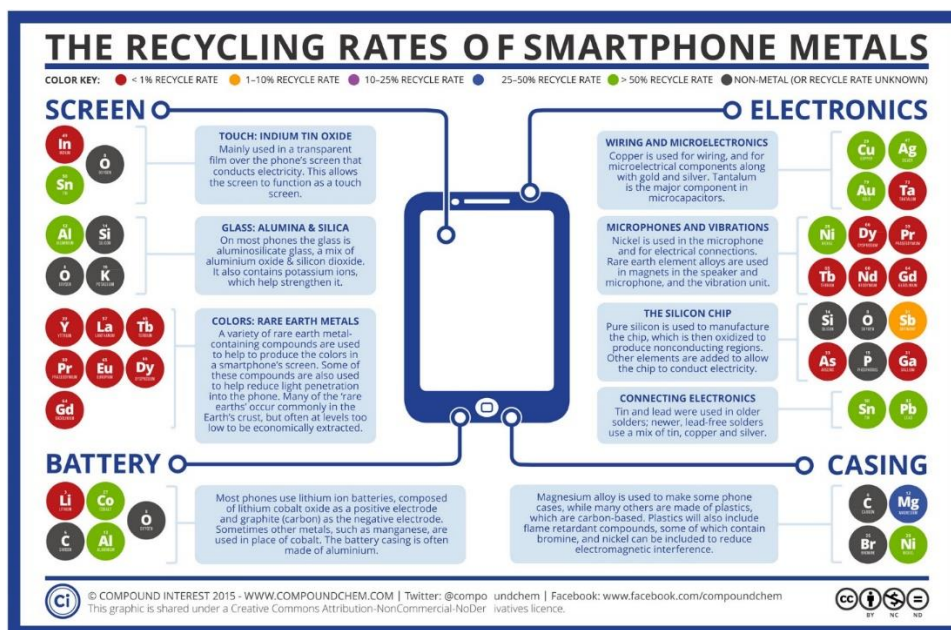 THE RECYCLING RATES OF SMARTPHONE METALS
COLOR KEY: < 1% RECYCLE RATE 1–10% RECYCLE RATE 10–25% RECYCLE RATE 25–50% RECYCLE RATE > 50% RECYCLE RATE NON-METAL (OR RECYCLE RATE UNKNOWN)
SCREEN
In
O
Sn
TOUCH: INDIUM TIN OXIDE
Mainly used in a transparent
film over the phone's screen that
conducts electricity. This allows
the screen to function as a touch
screen.
Al Si
O K
GLASS: ALUMINA & SILICA
On most phones the glass is
aluminosilicate glass, a mix of
aluminium oxide & silicon dioxide.
It also contains potassium ions,
which help strengthen it.
Y La Tb
Pr Eu Dy
Gd
COLORS: RARE EARTH METALS
A variety of rare earth metal-
containing compounds are used
to help to produce the colors in
a smartphone's screen. Some of
these compounds are also used
to help reduce light penetration
into the phone. Many of the 'rare
earths' occur commonly in the
Earth's crust, but often at levels too
low to be economically extracted.
ELECTRONICS
WIRING AND MICROELECTRONICS
Copper is used for wiring, and for
microelectrical components along
with gold and silver. Tantalum
is the major component in
microcapacitors.
Cu Ag
Au Ta
MICROPHONES AND VIBRATIONS
Nickel is used in the microphone
and for electrical connections.
Rare earth element alloys are used
in magnets in the speaker and
microphone, and the vibration unit.
Ni Dy Pr
Tb Nd Gd
THE SILICON CHIP
Pure silicon is used to manufacture
the chip, which is then oxidized to
produce nonconducting regions.
Other elements are added to allow
the chip to conduct electricity.
Si O Sb
As P Ga
CONNECTING ELECTRONICS
Tin and lead were used in older
solders; newer, lead-free solders
use a mix of tin, copper and silver.
Sn Pb
BATTERY
Li Co
O
C Al
Most phones use lithium ion batteries, composed
of lithium cobalt oxide as a positive electrode
and graphite (carbon) as the negative electrode.
Sometimes other metals, such as manganese, are
used in place of cobalt. The battery casing is often
made of aluminium.
CASING
Magnesium alloy is used to make some phone
cases, while many others are made of plastics,
which are carbon-based. Plastics will also include
flame retardant compounds, some of which contain
bromine, and nickel can be included to reduce
electromagnetic interference.
C Mg
Br Ni
Ci
© COMPOUND INTEREST 2015 - WWW.COMPOUNDCHEM.COM | Twitter: @compo undchem | Facebook: www.facebook.com/compoundchem
This graphic is shared under a Creative Commons Attribution-NonCommercial-NoDer ivatives licence.
cc
BY NC ND